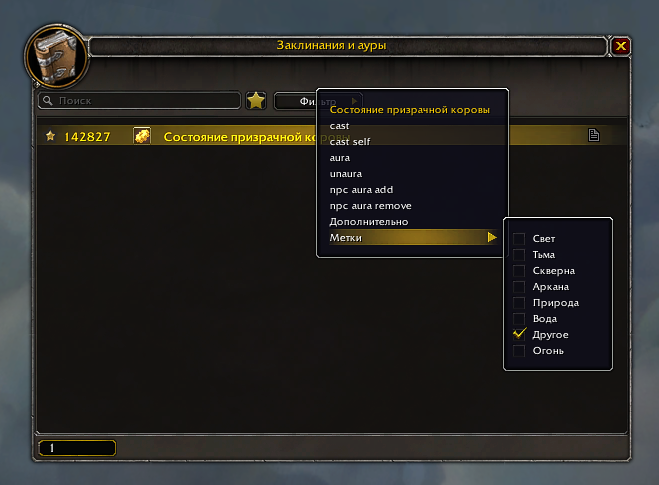 Заклинания и ауры
Поиск
Фильтр
142827
Состояние призрачной коровы
Состояние призрачной коровы
cast
cast self
aura
unaura
npc aura add
npc aura remove
Дополнительно
Метки
Свет
Тьма
Скверна
Аркана
Природа
Вода
Другое
Огонь
1